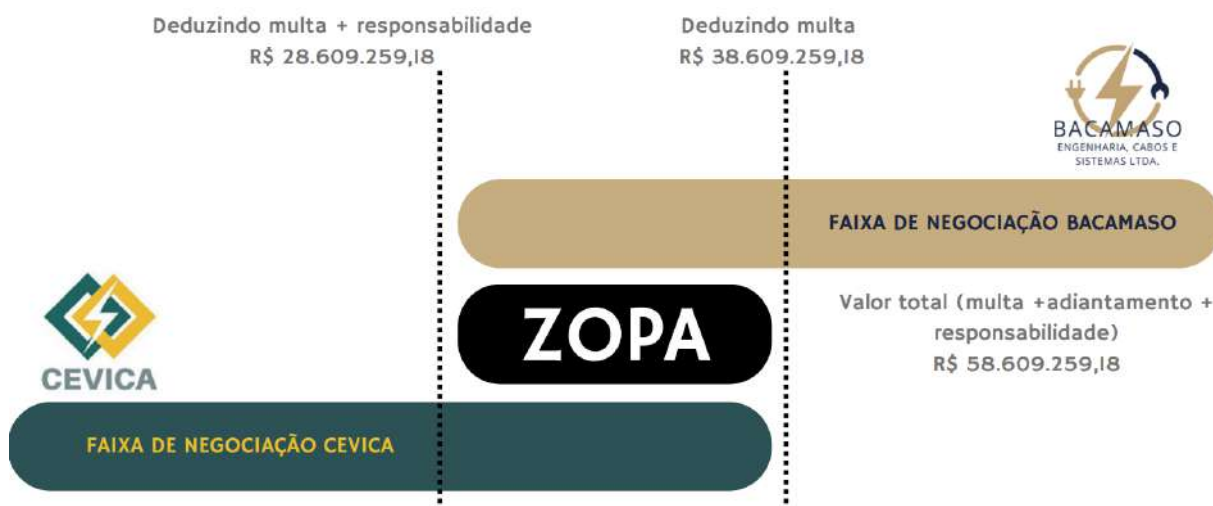 Deduzindo multa + responsabilidade
R$ 28.609.259,18
Deduzindo multa
R$ 38.609.259,18
BACAMASO
ENGENHARIA, CABOS E
SISTEMAS LTDA.
FAIXA DE NEGOCIAÇÃO BACAMASO
ZOPA
Valor total (multa +adiantamento +
responsabilidade)
R$ 58.609.259,18
CEVICA
FAIXA DE NEGOCIAÇÃO CEVICA